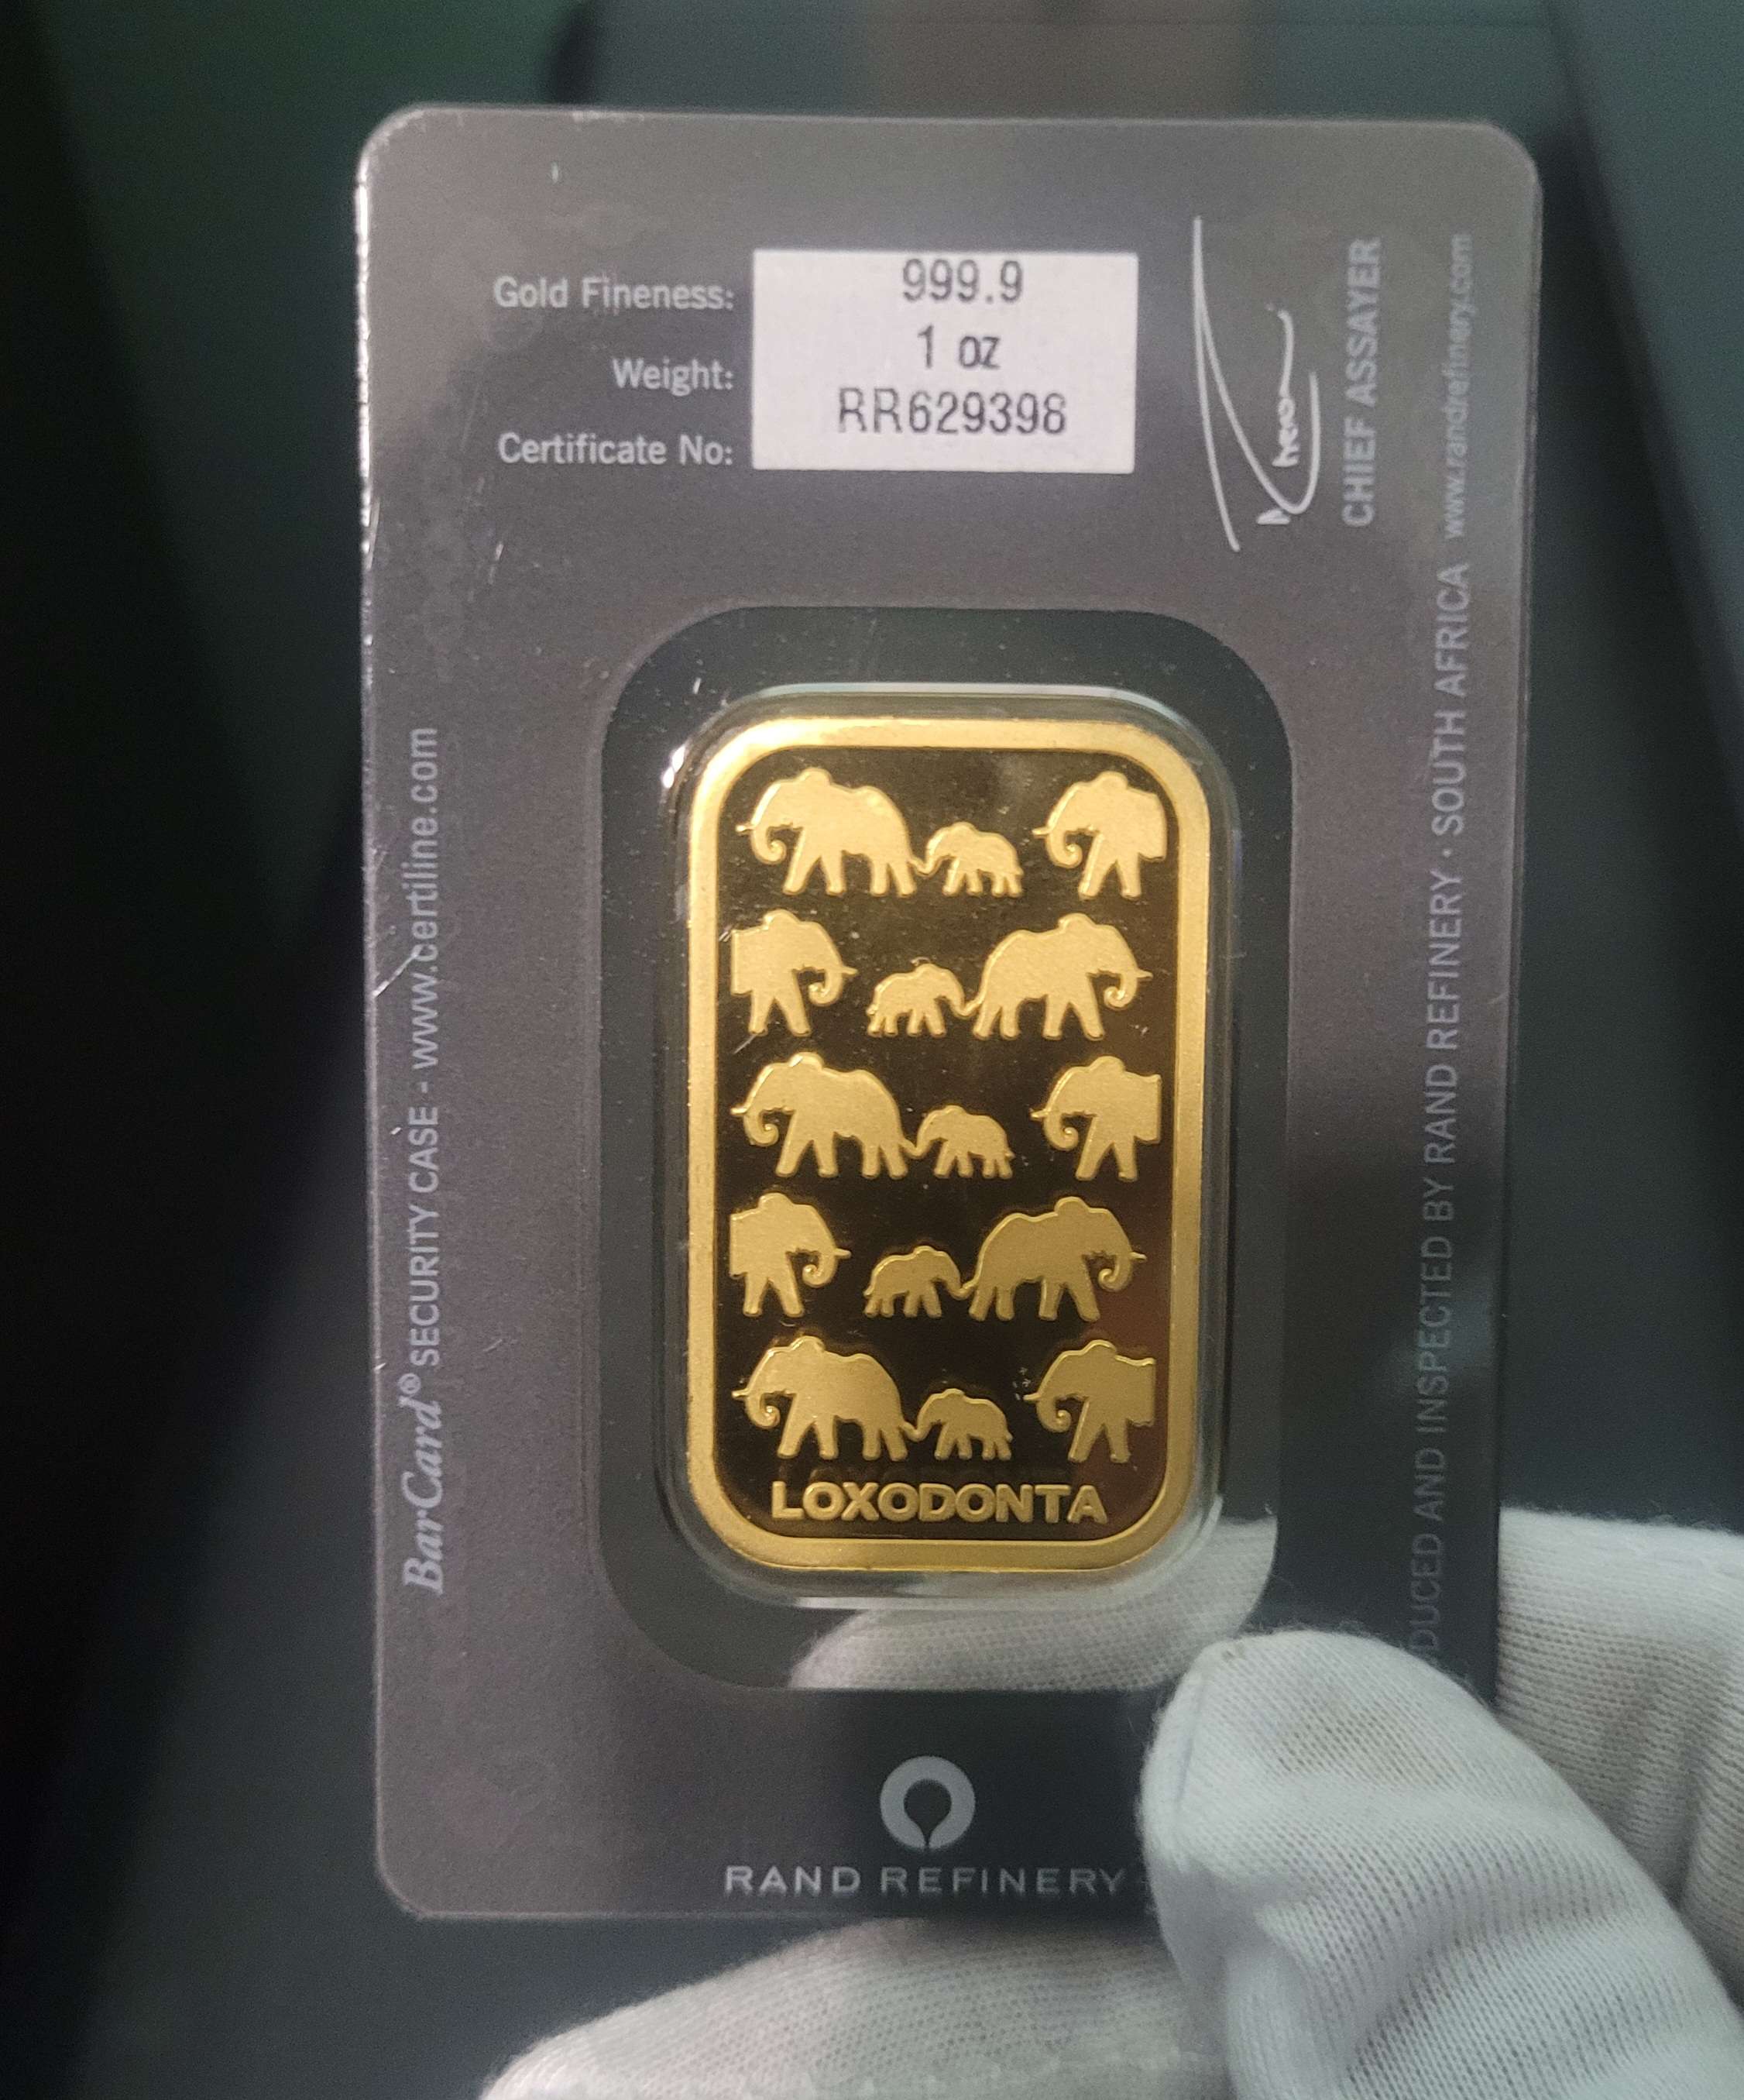 Gold Fineness: 999.9
Weight: 1 oz
Certificate No: RR629398
CHIEF ASSAYER
www.randrefinery.com
DUCED AND INSPECTED BY RAND REFINERY · SOUTH AFRICA
BarCard® SECURITY CASE - www.certiline.com
LOXODONTA
RAND REFINERY